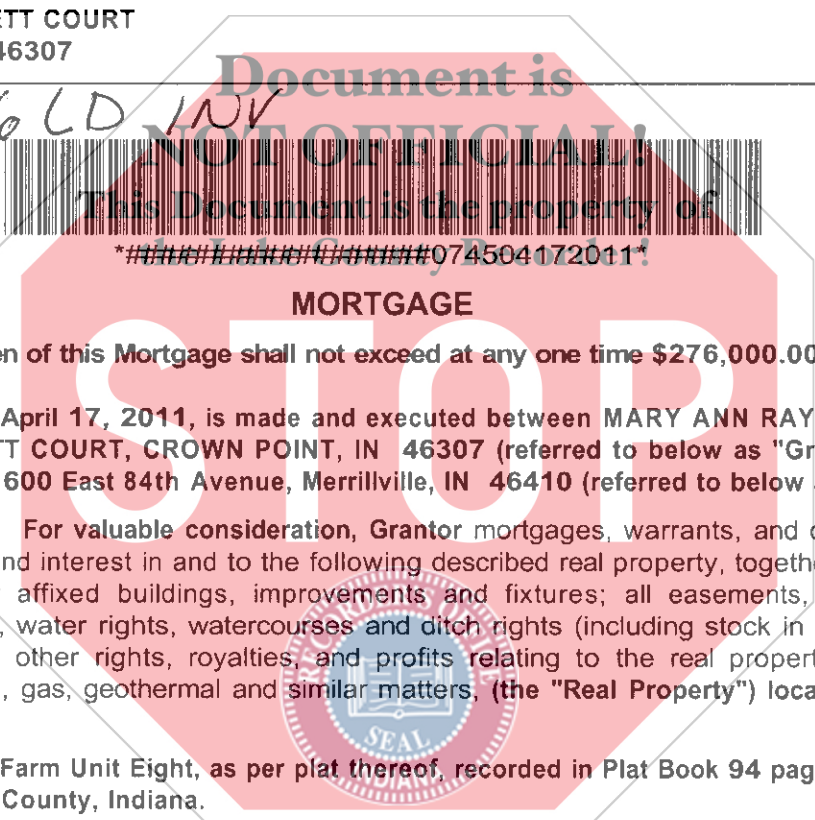 ETT COURT
46307
Document is
6 LD INV
NOT OFFICIAL!
This Document is the property of
the Lake County Recorder!
*##################074504172011*
MORTGAGE
en of this Mortgage shall not exceed at any one time $276,000.00
April 17, 2011, is made and executed between MARY ANN RAY
TT COURT, CROWN POINT, IN 46307 (referred to below as "Gr
600 East 84th Avenue, Merrillville, IN 46410 (referred to below
For valuable consideration, Grantor mortgages, warrants, and
nd interest in and to the following described real property, togeth
affixed buildings, improvements and fixtures; all easements,
, water rights, watercourses and ditch rights (including stock in
other rights, royalties, and profits relating to the real propert
, gas, geothermal and similar matters, (the "Real Property") loca
Farm Unit Eight, as per plat thereof, recorded in Plat Book 94 pag
County, Indiana.
STOP
RECORDER'S OFFICE
SEAL
INDIANA